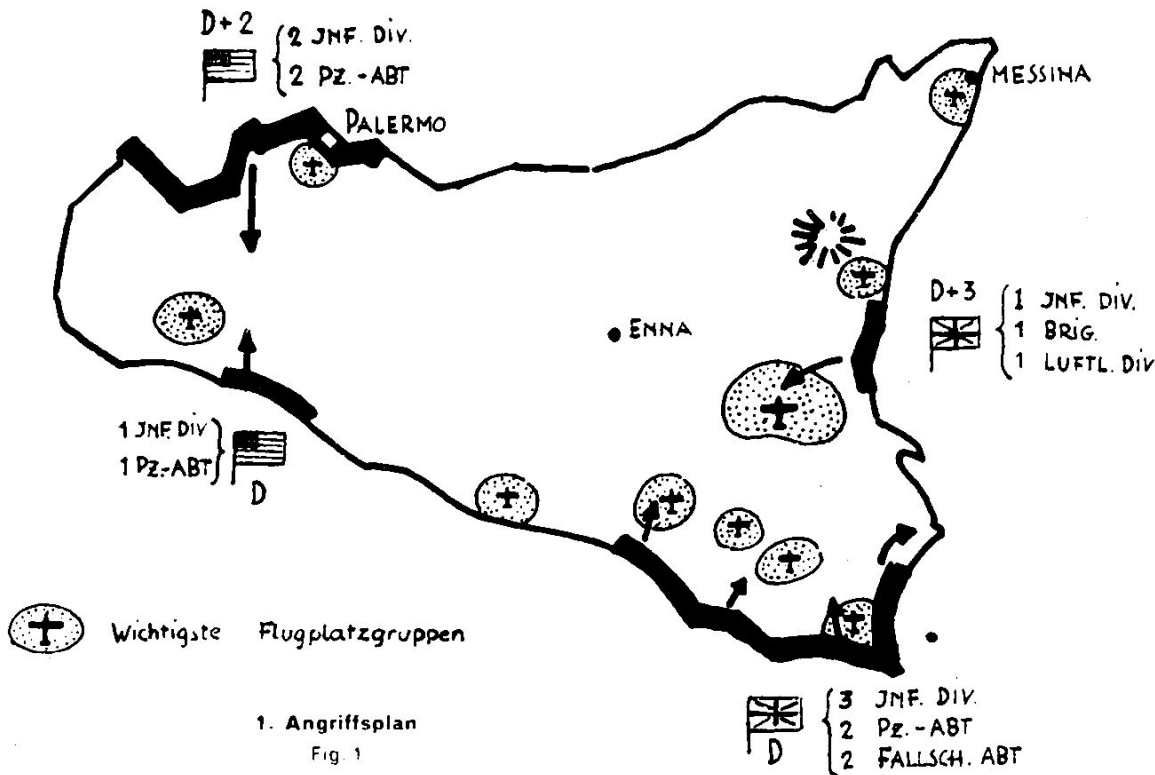 D+2
2 JNF. DIV.
2 PZ.-ABT
PALERMO
MESSINA
ENNA
D+3
1 JNF. DIV.
1 BRIG.
1 LUFTL. DIV
1 JNF. DIV
1 PZ.-ABT
D
Wichtigste Flugplatzgruppen
1. Angriffsplan
Fig. 1
D
3 JNF. DIV.
2 PZ.-ABT
2 FALLSCH. ABT